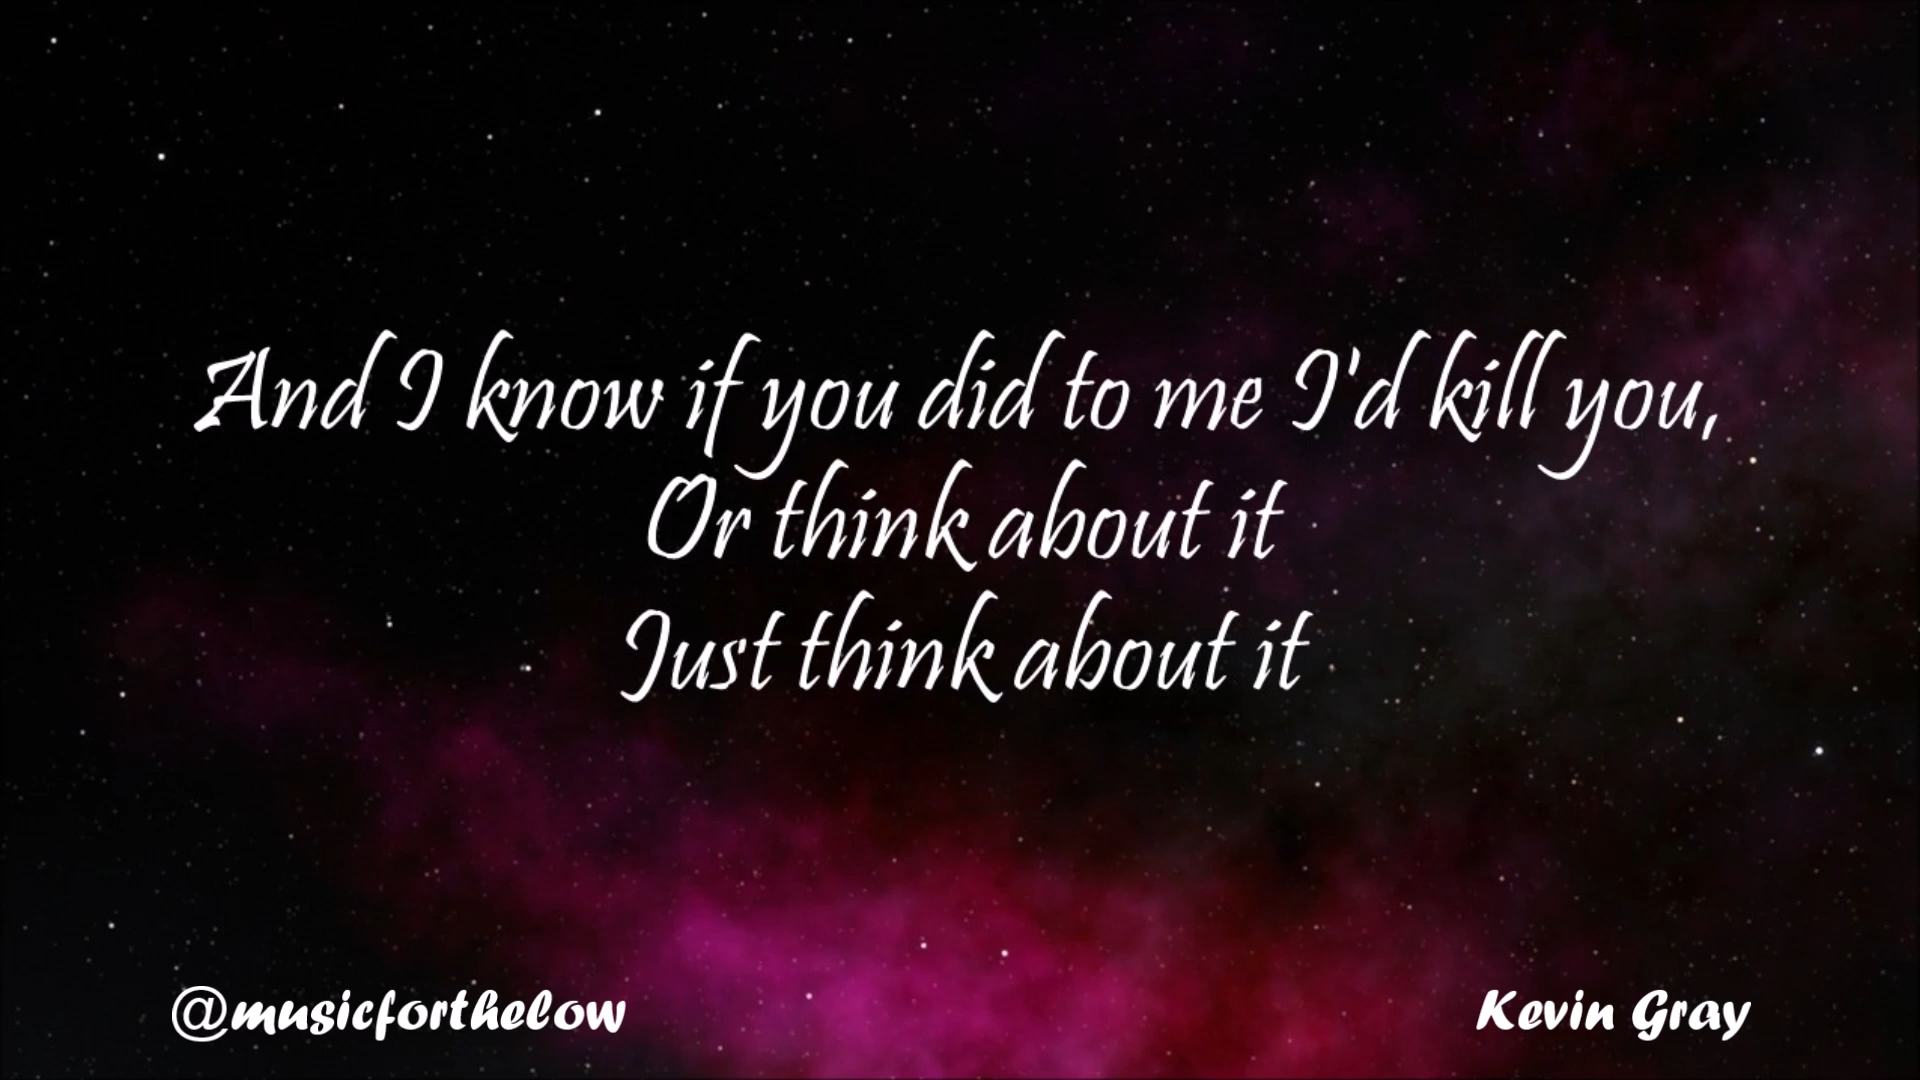 And I know if you did to me I'd kill you,
Or think about it
Just think about it
@musicforthelow
Kevin Gray